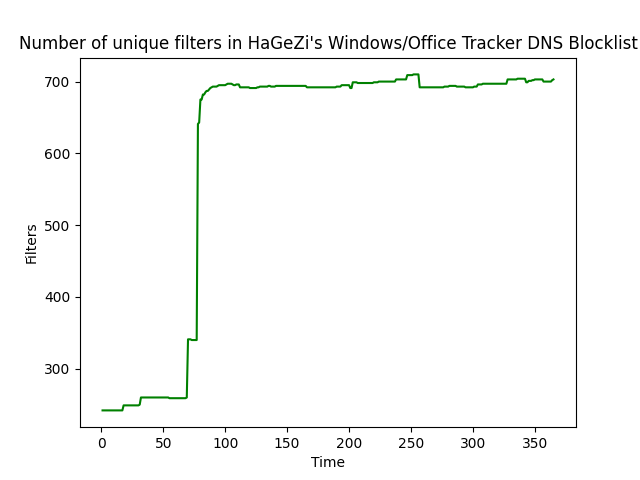 Number of unique filters in HaGeZi's Windows/Office Tracker DNS Blocklist
700
600
500
400
300
Filters
0 50 100 150 200 250 300 350
Time